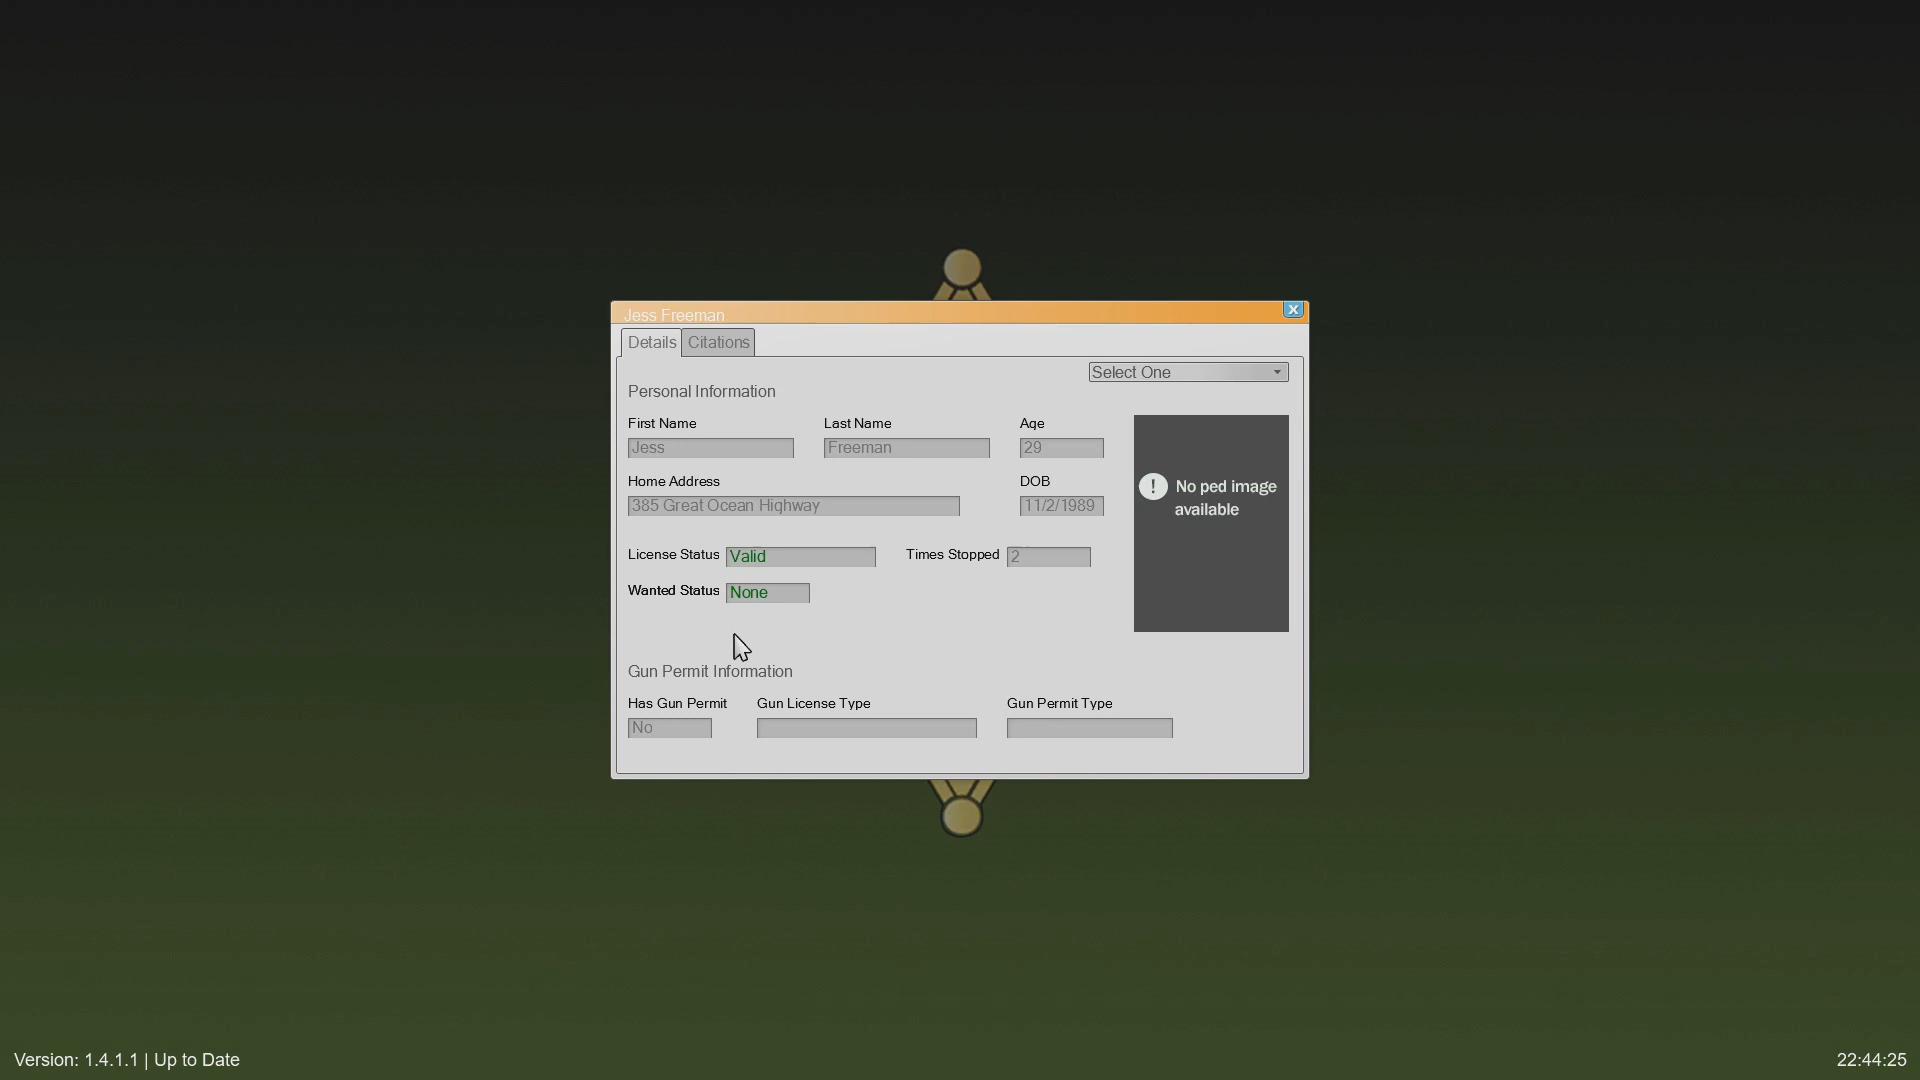 Jess Freeman
x
Details Citations
Select One
Personal Information
First Name Last Name Age
Jess Freeman 29
Home Address DOB
385 Great Ocean Highway 11/2/1989
! No ped image
available
License Status Valid Times Stopped 2
Wanted Status None
Gun Permit Information
Has Gun Permit Gun License Type Gun Permit Type
No
Version: 1.4.1.1 | Up to Date 22:44:25